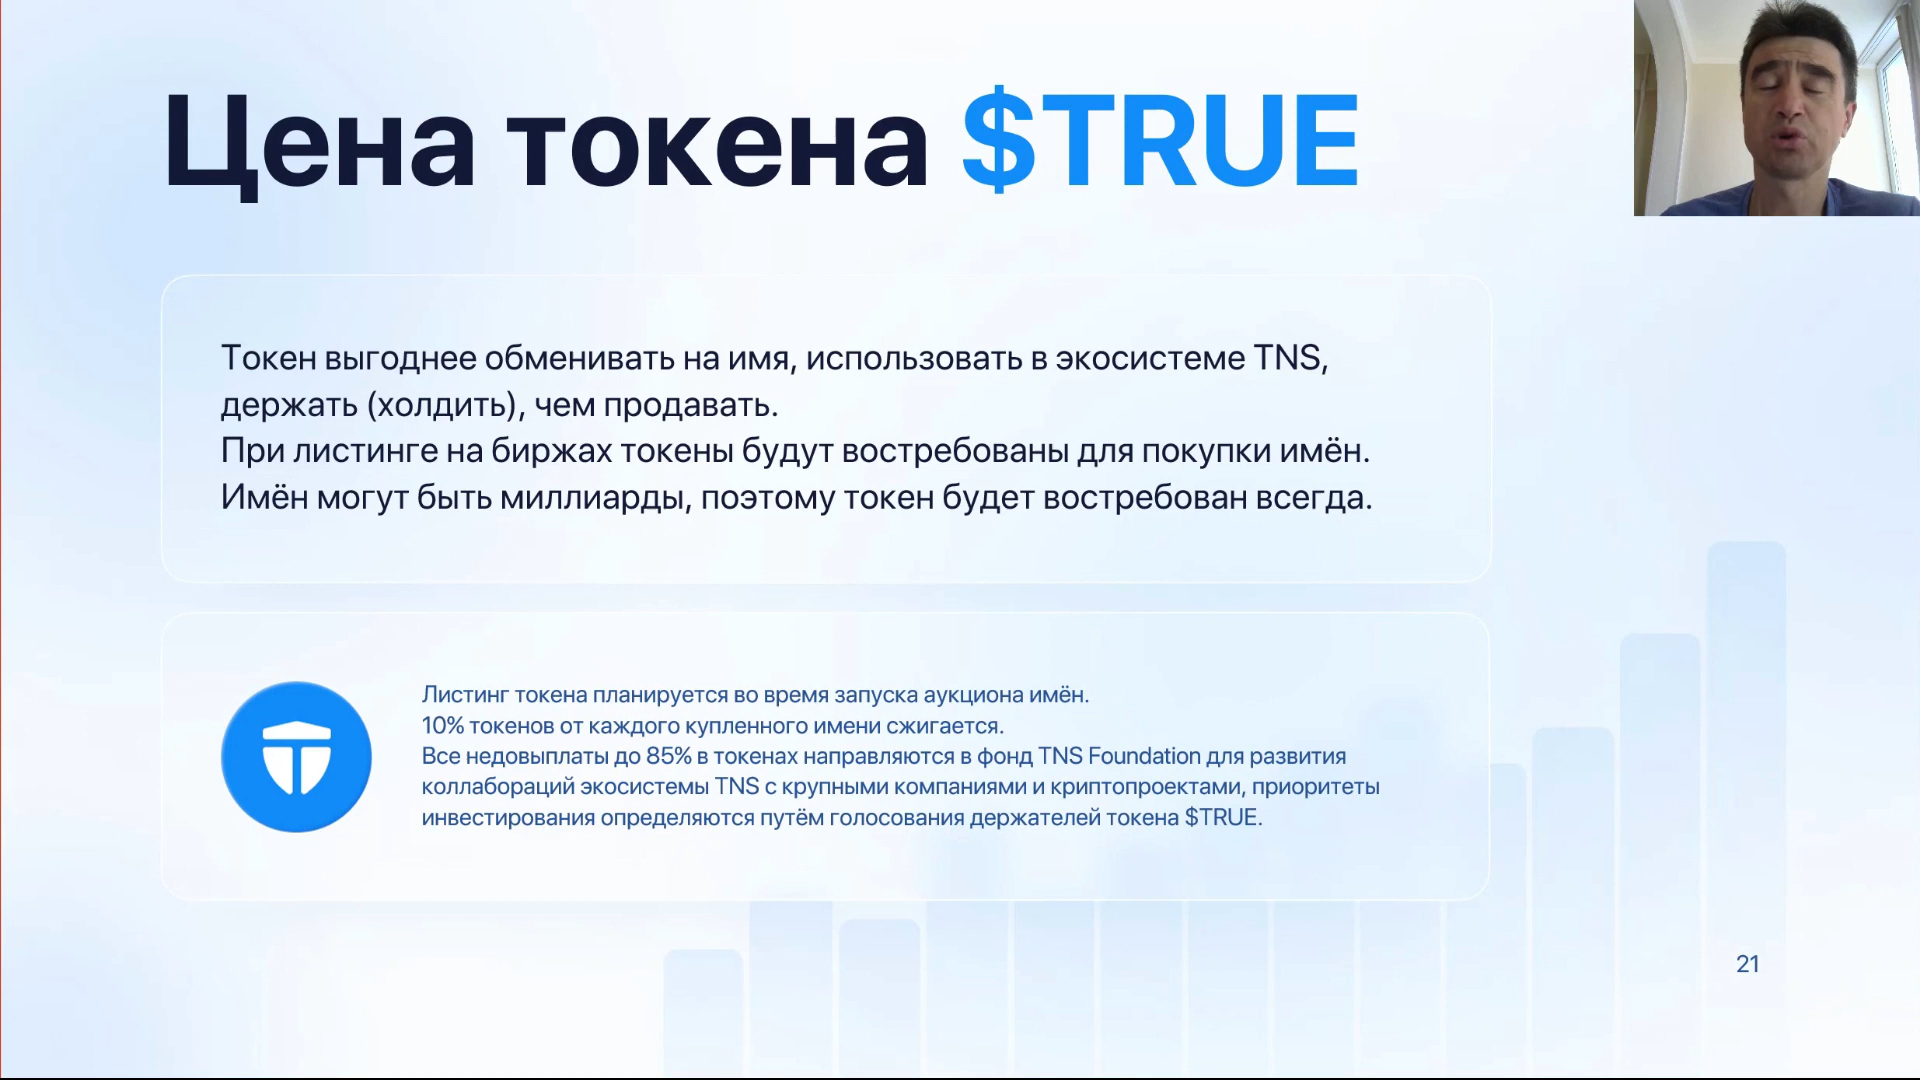 Цена токена $TRUE
Токен выгоднее обменивать на имя, использовать в экосистеме TNS,
держать (холдить), чем продавать.
При листинге на биржах токены будут востребованы для покупки имён.
Имён могут быть миллиарды, поэтому токен будет востребован всегда.
Листинг токена планируется во время запуска аукциона имён.
10% токенов от каждого купленного имени сжигается.
Все недовыплаты до 85% в токенах направляются в фонд TNS Foundation для развития
коллабораций экосистемы TNS с крупными компаниями и криптопроектами, приоритеты
инвестирования определяются путём голосования держателей токена $TRUE.
21